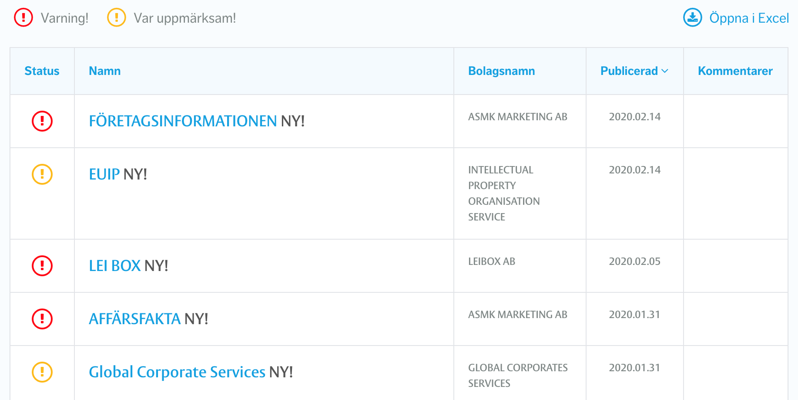 Varning! Var uppmärksam! Öppna i Excel
Status Namn Bolagsnamn Publicerad Kommentarer
FÖRETAGSINFORMATIONEN NY! ASMK MARKETING AB 2020.02.14
EUIP NY! INTELLECTUAL 2020.02.14
PROPERTY
ORGANISATION
SERVICE
LEI BOX NY! LEIBOX AB 2020.02.05
AFFÄRSFAKTA NY! ASMK MARKETING AB 2020.01.31
Global Corporate Services NY! GLOBAL CORPORATES 2020.01.31
SERVICES